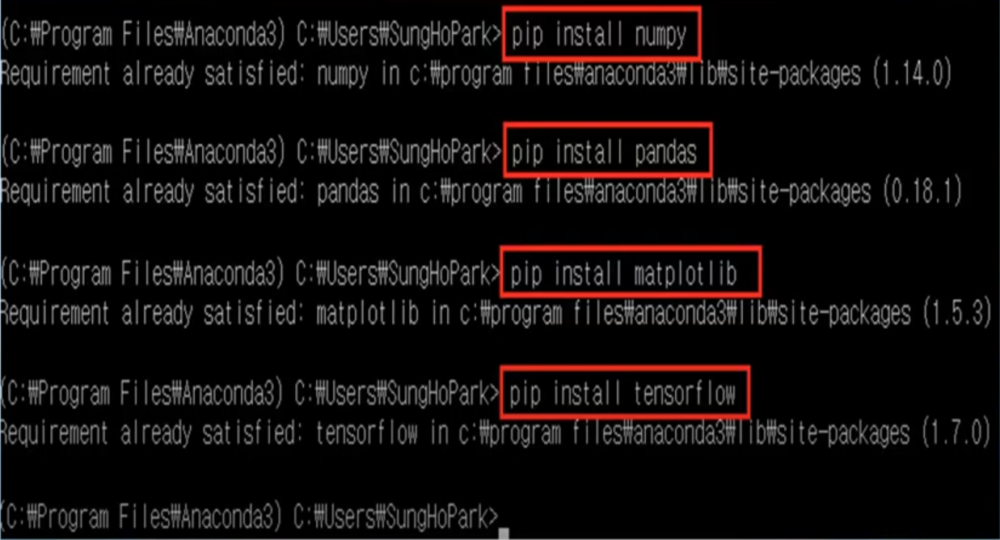 (C:₩Program Files₩Anaconda3) C:₩Users₩SungHoPark> pip install numpy
Requirement already satisfied: numpy in c:₩program files₩anaconda3₩lib₩site-packages (1.14.0)
(C:₩Program Files₩Anaconda3) C:₩Users₩SungHoPark> pip install pandas
Requirement already satisfied: pandas in c:₩program files₩anaconda3₩lib₩site-packages (0.18.1)
(C:₩Program Files₩Anaconda3) C:₩Users₩SungHoPark> pip install matplotlib
Requirement already satisfied: matplotlib in c:₩program files₩anaconda3₩lib₩site-packages (1.5.3)
(C:₩Program Files₩Anaconda3) C:₩Users₩SungHoPark> pip install tensorflow
Requirement already satisfied: tensorflow in c:₩program files₩anaconda3₩lib₩site-packages (1.7.0)
(C:₩Program Files₩Anaconda3) C:₩Users₩SungHoPark>